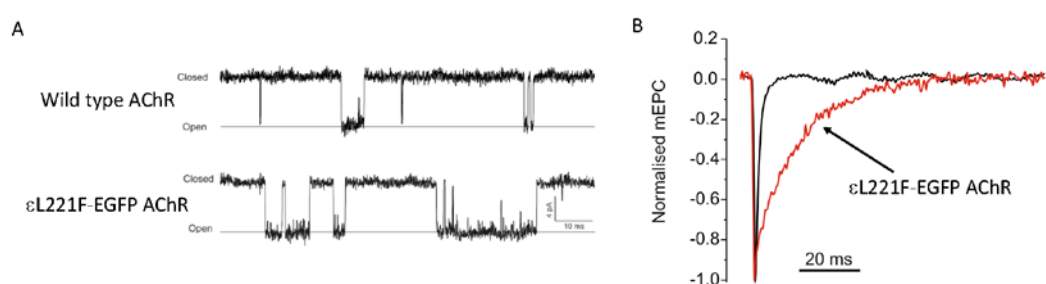 A
Wild type AChR
Closed
Open
εL221F-EGFP AChR
Closed
Open
4 pA
10 ms
B
Normalised mEPC
0.2
0.0
-0.2
-0.4
-0.6
-0.8
-1.0
εL221F-EGFP AChR
20 ms